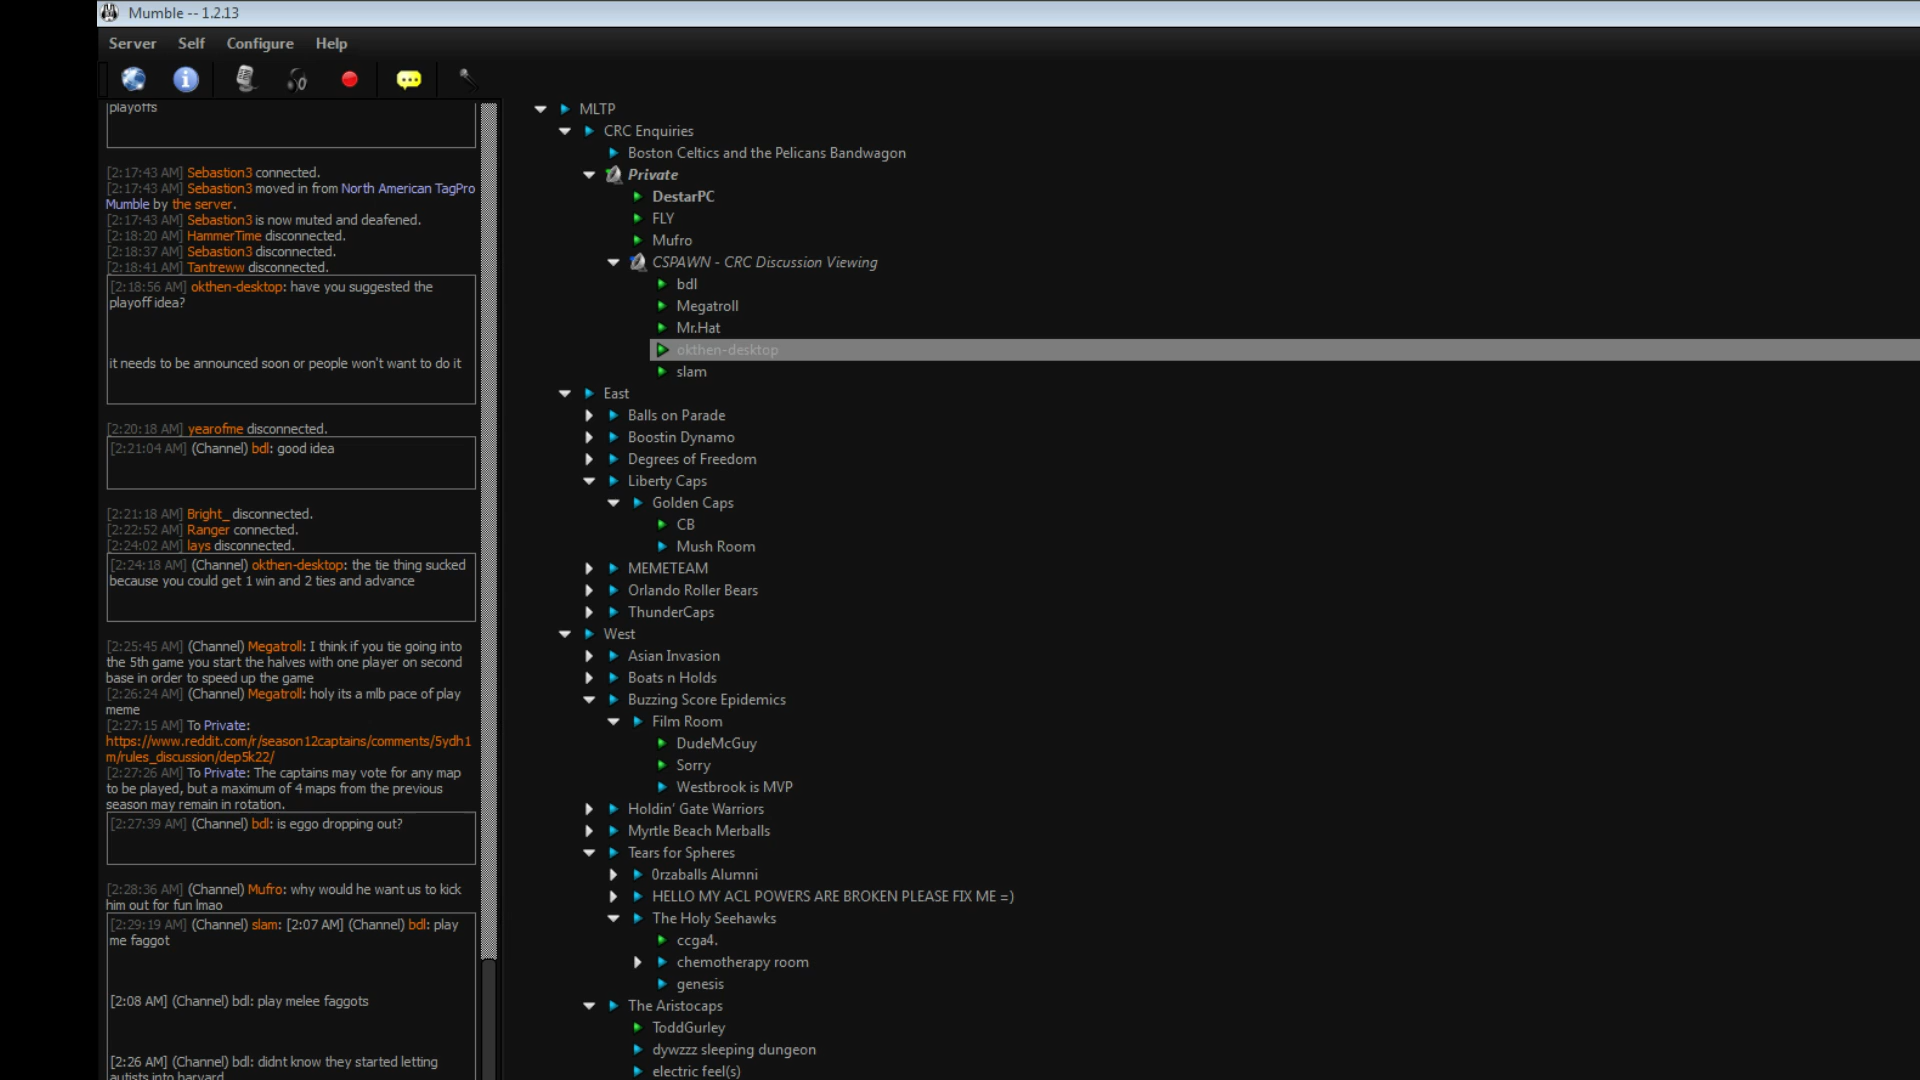 Mumble -- 1.2.13
Server Self Configure Help
playoffs
[2:17:43 AM] Sebastion3 connected.
[2:17:43 AM] Sebastion3 moved in from North American TagPro
Mumble by the server.
[2:17:43 AM] Sebastion3 is now muted and deafened.
[2:18:20 AM] HammerTime disconnected.
[2:18:37 AM] Sebastion3 disconnected.
[2:18:41 AM] Tantreww disconnected.
[2:18:56 AM] okthen-desktop: have you suggested the
playoff idea?
it needs to be announced soon or people won't want to do it
[2:20:18 AM] yearofme disconnected.
[2:21:04 AM] (Channel) bdl: good idea
[2:21:18 AM] Bright_ disconnected.
[2:22:52 AM] Ranger connected.
[2:24:02 AM] lays disconnected.
[2:24:18 AM] (Channel) okthen-desktop: the tie thing sucked
because you could get 1 win and 2 ties and advance
[2:25:45 AM] (Channel) Megatroll: I think if you tie going into
the 5th game you start the halves with one player on second
base in order to speed up the game
[2:26:24 AM] (Channel) Megatroll: holy its a mlb pace of play
meme
[2:27:15 AM] To Private:
https://www.reddit.com/r/season12captains/comments/5ydh1
m/rules_discussion/dep5k22/
[2:27:26 AM] To Private: The captains may vote for any map
to be played, but a maximum of 4 maps from the previous
season may remain in rotation.
[2:27:39 AM] (Channel) bdl: is eggo dropping out?
[2:28:36 AM] (Channel) Mufro: why would he want us to kick
him out for fun lmao
[2:29:19 AM] (Channel) slam: [2:07 AM] (Channel) bdl: play
me faggot
[2:08 AM] (Channel) bdl: play melee faggots
[2:26 AM] (Channel) bdl: didnt know they started letting
autists into harvard
MLTP
CRC Enquiries
Boston Celtics and the Pelicans Bandwagon
Private
DestarPC
FLY
Mufro
CSPAWN - CRC Discussion Viewing
bdl
Megatroll
Mr.Hat
okthen-desktop
slam
East
Balls on Parade
Boostin Dynamo
Degrees of Freedom
Liberty Caps
Golden Caps
CB
Mush Room
MEMETEAM
Orlando Roller Bears
ThunderCaps
West
Asian Invasion
Boats n Holds
Buzzing Score Epidemics
Film Room
DudeMcGuy
Sorry
Westbrook is MVP
Holdin' Gate Warriors
Myrtle Beach Merballs
Tears for Spheres
0rzaballs Alumni
HELLO MY ACL POWERS ARE BROKEN PLEASE FIX ME =)
The Holy Seehawks
ccga4.
chemotherapy room
genesis
The Aristocaps
ToddGurley
dywzzz sleeping dungeon
electric feel(s)